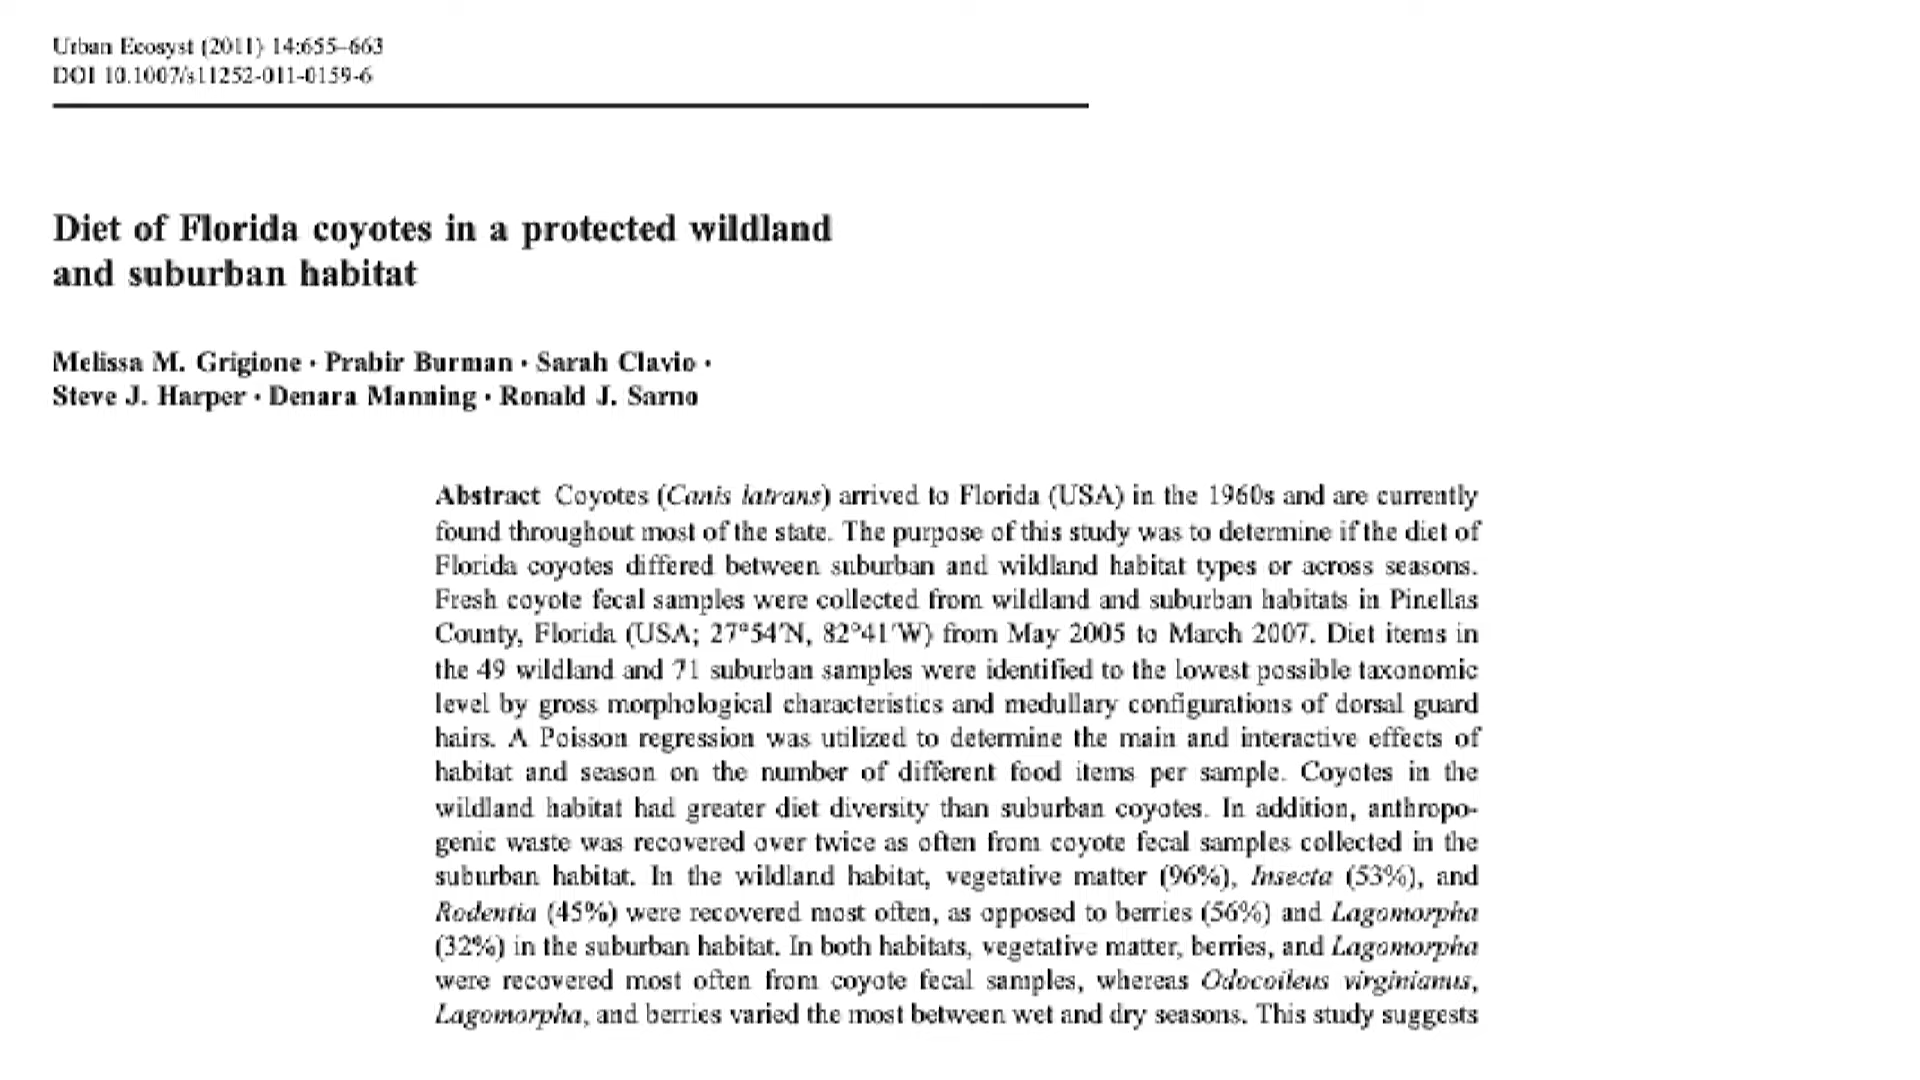 Urban Ecosyst (2011) 14:655–663
DOI 10.1007/s11252-011-0159-6
Diet of Florida coyotes in a protected wildland
and suburban habitat
Melissa M. Grigione · Prabir Burman · Sarah Clavio ·
Steve J. Harper · Denara Manning · Ronald J. Sarno
Abstract Coyotes (Canis latrans) arrived to Florida (USA) in the 1960s and are currently
found throughout most of the state. The purpose of this study was to determine if the diet of
Florida coyotes differed between suburban and wildland habitat types or across seasons.
Fresh coyote fecal samples were collected from wildland and suburban habitats in Pinellas
County, Florida (USA; 27°54′N, 82°41′W) from May 2005 to March 2007. Diet items in
the 49 wildland and 71 suburban samples were identified to the lowest possible taxonomic
level by gross morphological characteristics and medullary configurations of dorsal guard
hairs. A Poisson regression was utilized to determine the main and interactive effects of
habitat and season on the number of different food items per sample. Coyotes in the
wildland habitat had greater diet diversity than suburban coyotes. In addition, anthropo-
genic waste was recovered over twice as often from coyote fecal samples collected in the
suburban habitat. In the wildland habitat, vegetative matter (96%), Insecta (53%), and
Rodentia (45%) were recovered most often, as opposed to berries (56%) and Lagomorpha
(32%) in the suburban habitat. In both habitats, vegetative matter, berries, and Lagomorpha
were recovered most often from coyote fecal samples, whereas Odocoileus virginianus,
Lagomorpha, and berries varied the most between wet and dry seasons. This study suggests